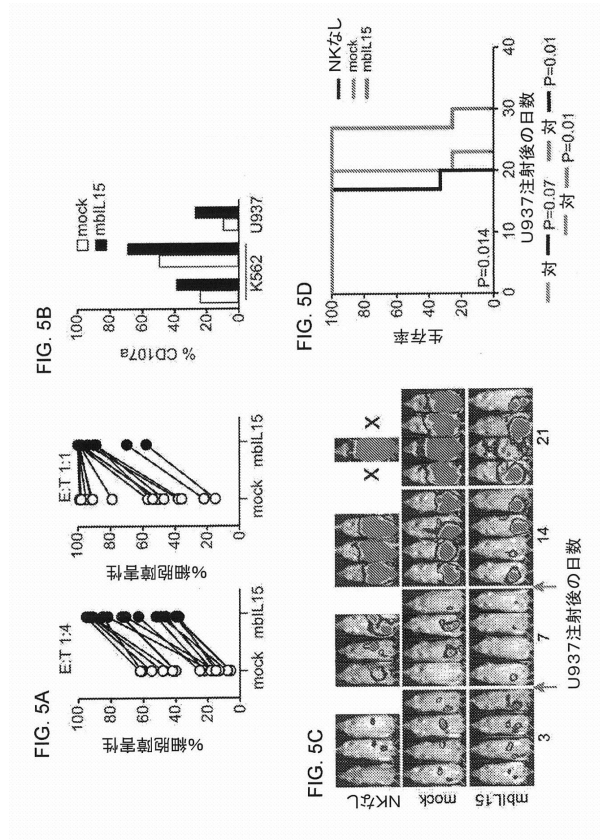 FIG. 5A
E:T 1:4
E:T 1:1
%細胞障害性
100
80
60
40
20
0
mock
mbIL15
%細胞障害性
100
80
60
40
20
0
mock
mbIL15
FIG. 5B
□mock
■mbIL15
% CD107a
100
80
60
40
20
0
K562
U937
FIG. 5C
NKなし
mock
mbIL15
X
X
3
7
14
21
U937注射後の日数
FIG. 5D
生存率
100
80
60
40
20
0
NKなし
mock
mbIL15
P=0.014
0
10
20
30
40
U937注射後の日数
対
P=0.07
対
P=0.01
対
P=0.01